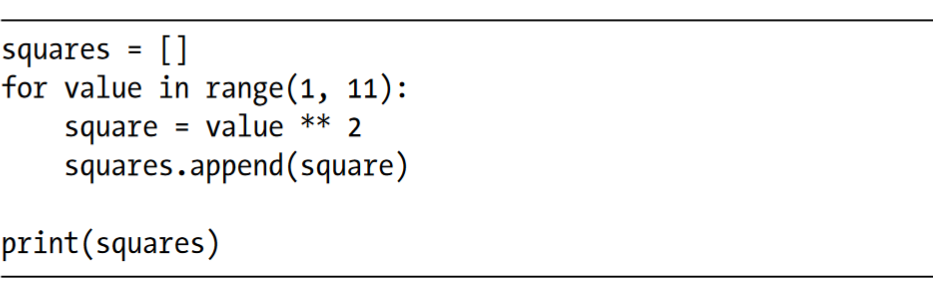 squares = []
for value in range(1, 11):
    square = value ** 2
    squares.append(square)

print(squares)